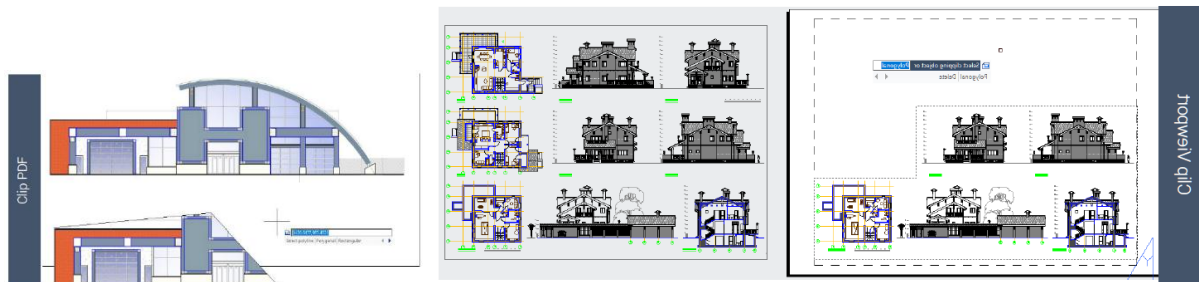 Clip PDF
Select polyline | Polygonal | Rectangular
Select clipping object or Polygonal
Polygonal | Delete
Clip Viewport